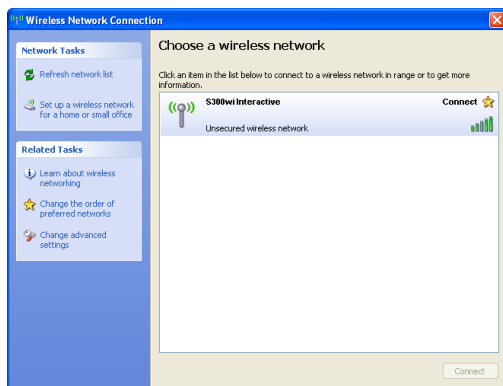 Wireless Network Connection
Network Tasks
Refresh network list
Set up a wireless network
for a home or small office
Related Tasks
Learn about wireless
networking
Change the order of
preferred networks
Change advanced
settings
Choose a wireless network
Click an item in the list below to connect to a wireless network in range or to get more
information.
S300wi Interactive
Connect
Unsecured wireless network
Connect